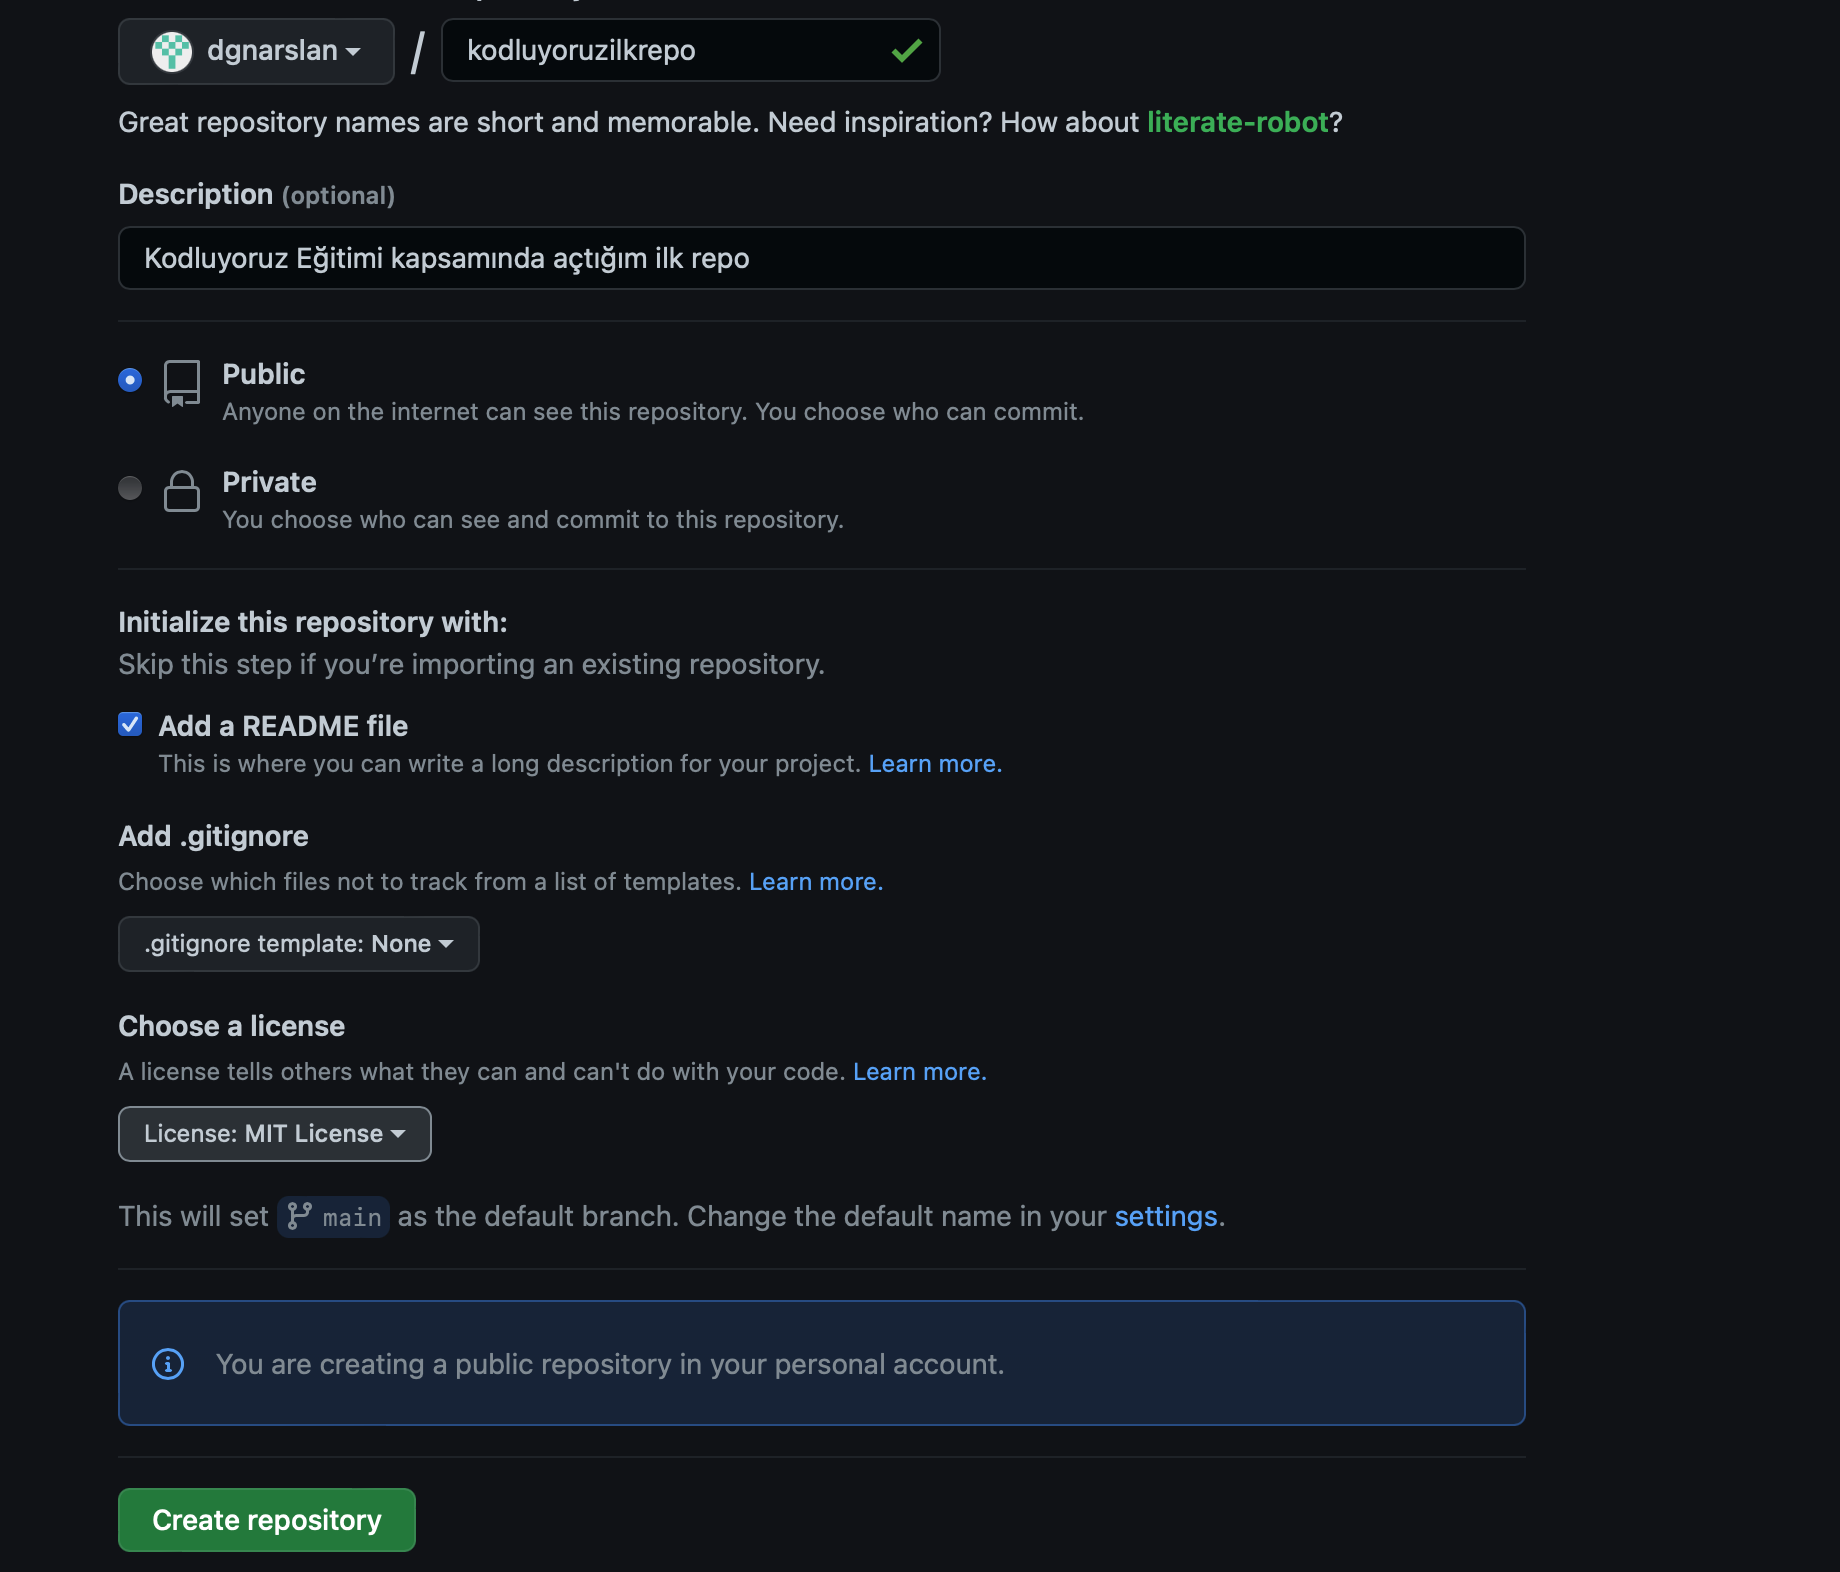 dgnarslan / kodluyoruzilkrepo
Great repository names are short and memorable. Need inspiration? How about literate-robot?
Description (optional)
Kodluyoruz Eğitimi kapsamında açtığım ilk repo
Public
Anyone on the internet can see this repository. You choose who can commit.
Private
You choose who can see and commit to this repository.
Initialize this repository with:
Skip this step if you’re importing an existing repository.
Add a README file
This is where you can write a long description for your project. Learn more.
Add .gitignore
Choose which files not to track from a list of templates. Learn more.
.gitignore template: None
Choose a license
A license tells others what they can and can't do with your code. Learn more.
License: MIT License
This will set main as the default branch. Change the default name in your settings.
You are creating a public repository in your personal account.
Create repository